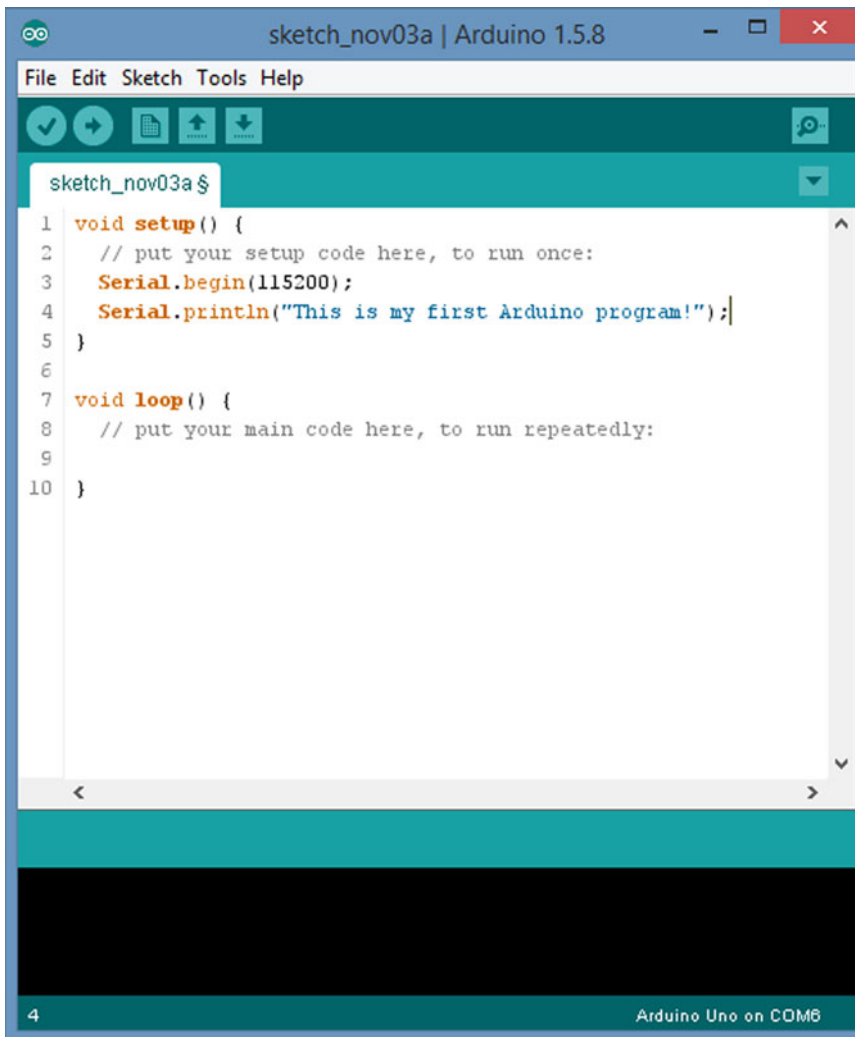 sketch_nov03a | Arduino 1.5.8
File Edit Sketch Tools Help
sketch_nov03a §
1 void setup() {
2   // put your setup code here, to run once:
3   Serial.begin(115200);
4   Serial.println("This is my first Arduino program!");
5 }
6
7 void loop() {
8   // put your main code here, to run repeatedly:
9
10 }
4 Arduino Uno on COM6